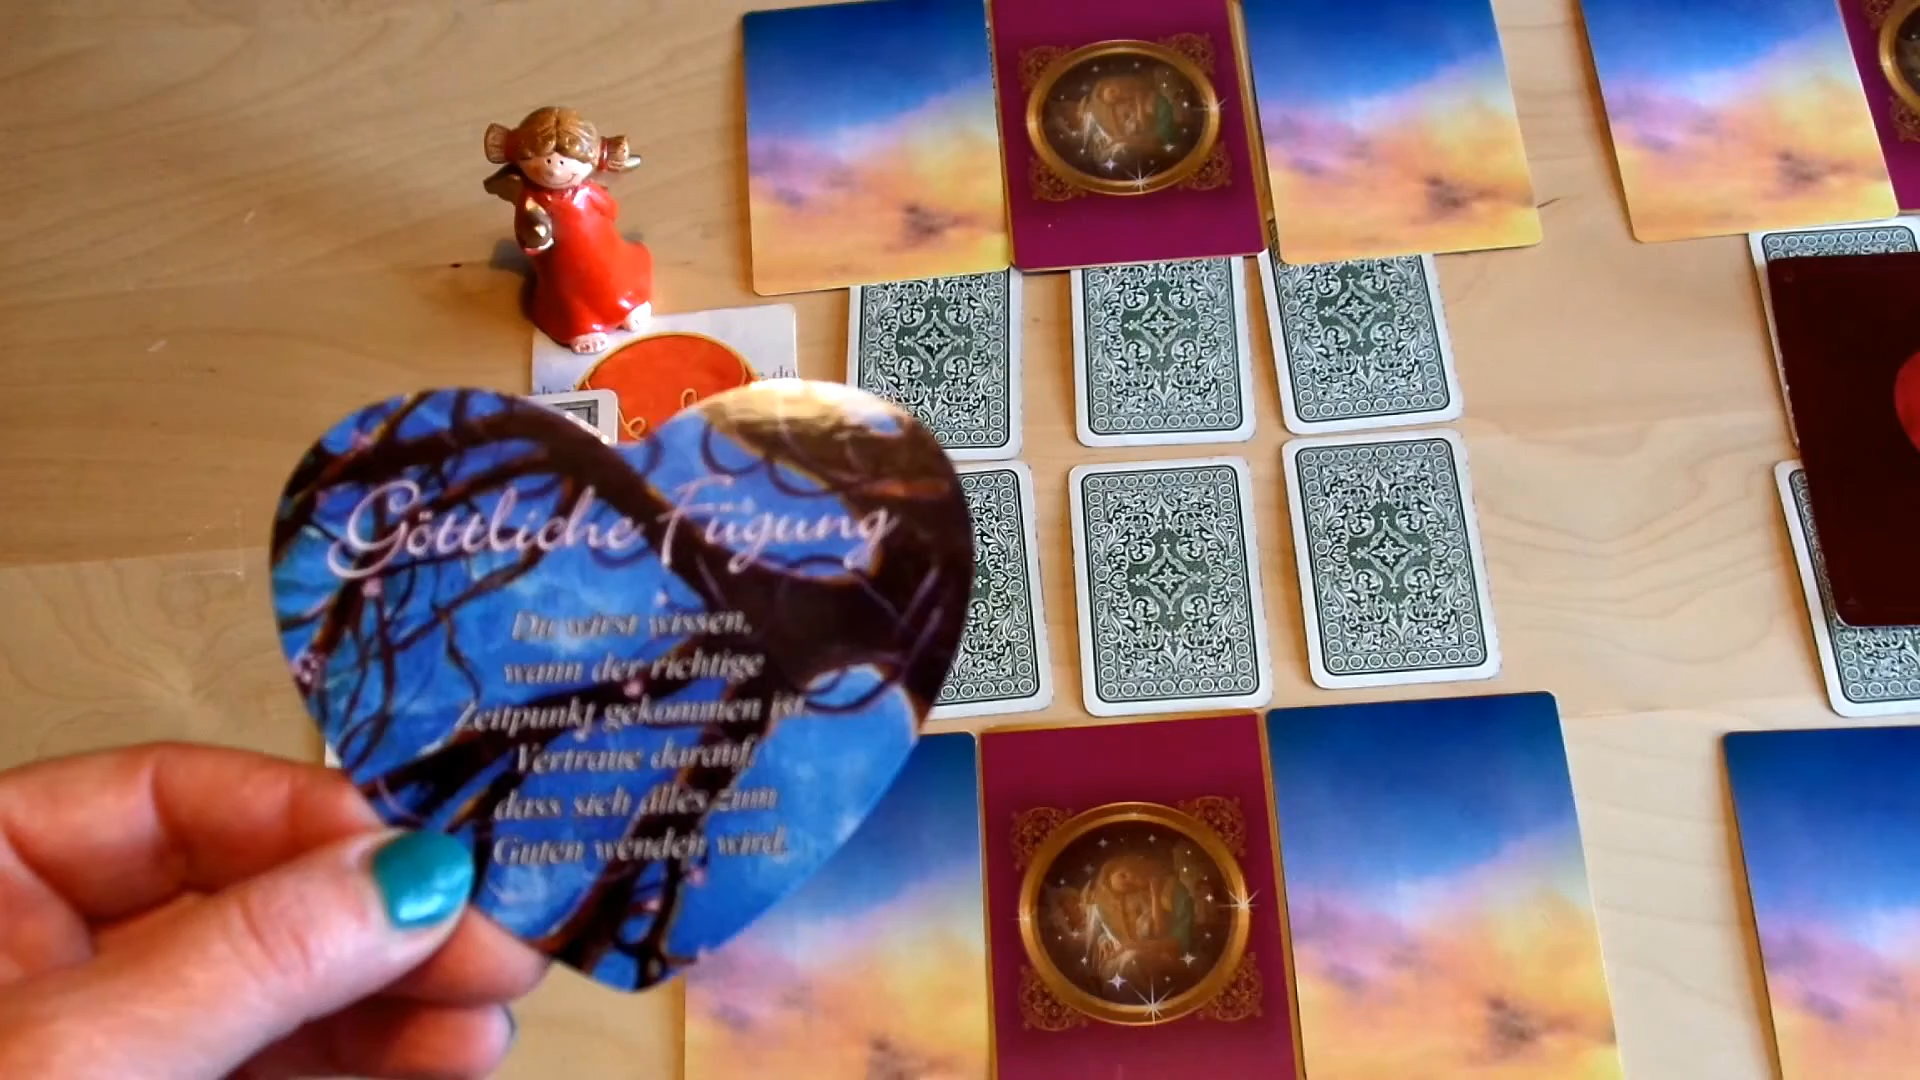 Göttliche Fügung
Du wirst wissen,
wann der richtige
Zeitpunkt gekommen ist.
Vertraue darauf,
dass sich alles zum
Guten wenden wird.